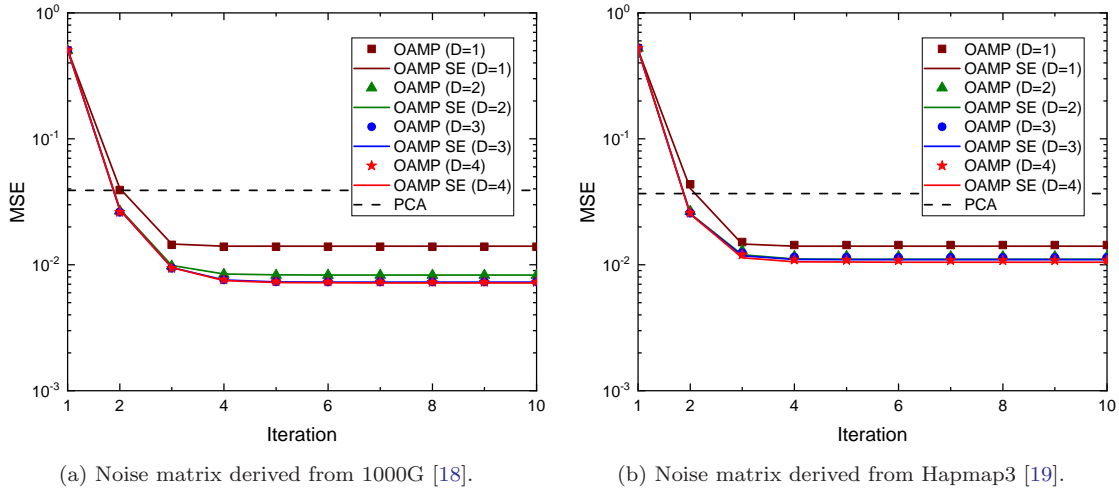 10^0
10^-1
10^-2
10^-3
MSE
1 2 4 6 8 10
Iteration
OAMP (D=1)
OAMP SE (D=1)
OAMP (D=2)
OAMP SE (D=2)
OAMP (D=3)
OAMP SE (D=3)
OAMP (D=4)
OAMP SE (D=4)
PCA
(a) Noise matrix derived from 1000G [18].
10^0
10^-1
10^-2
10^-3
MSE
1 2 4 6 8 10
Iteration
OAMP (D=1)
OAMP SE (D=1)
OAMP (D=2)
OAMP SE (D=2)
OAMP (D=3)
OAMP SE (D=3)
OAMP (D=4)
OAMP SE (D=4)
PCA
(b) Noise matrix derived from Hapmap3 [19].